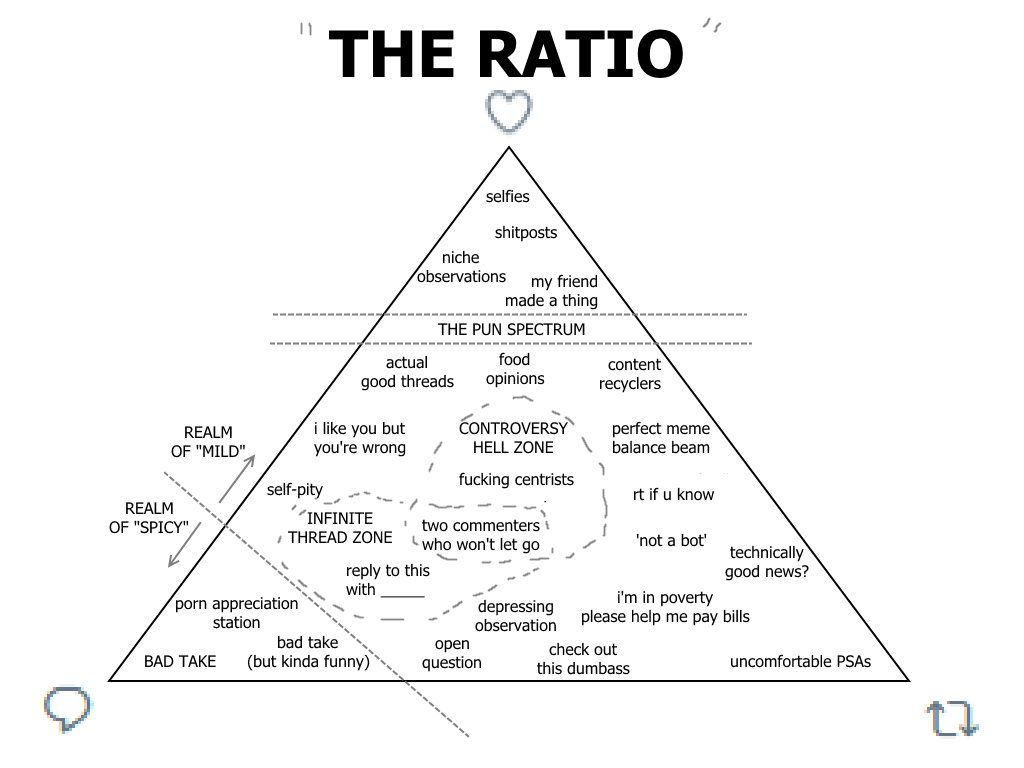 " THE RATIO "
selfies
shitposts
niche
observations
my friend
made a thing
THE PUN SPECTRUM
actual
good threads
food
opinions
content
recyclers
i like you but
you're wrong
CONTROVERSY
HELL ZONE
perfect meme
balance beam
REALM
OF "MILD"
fucking centrists
self-pity
rt if u know
REALM
OF "SPICY"
INFINITE
THREAD ZONE
two commenters
who won't let go
'not a bot'
technically
good news?
reply to this
with _____
porn appreciation
station
depressing
observation
i'm in poverty
please help me pay bills
BAD TAKE
bad take
(but kinda funny)
open
question
check out
this dumbass
uncomfortable PSAs